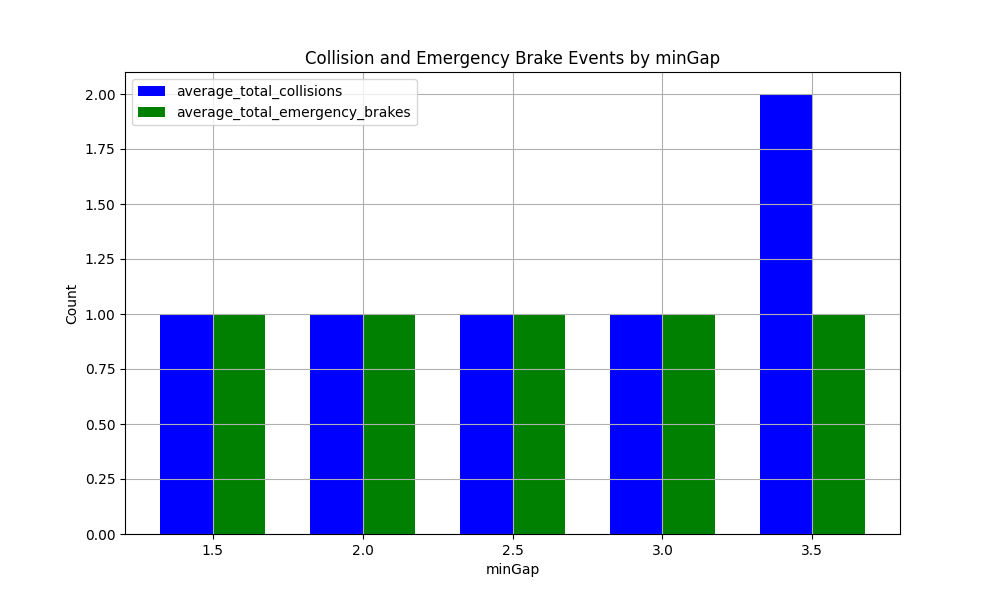 Collision and Emergency Brake Events by minGap
average_total_collisions
average_total_emergency_brakes
2.00
1.75
1.50
1.25
1.00
0.75
0.50
0.25
0.00
Count
1.5 2.0 2.5 3.0 3.5
minGap